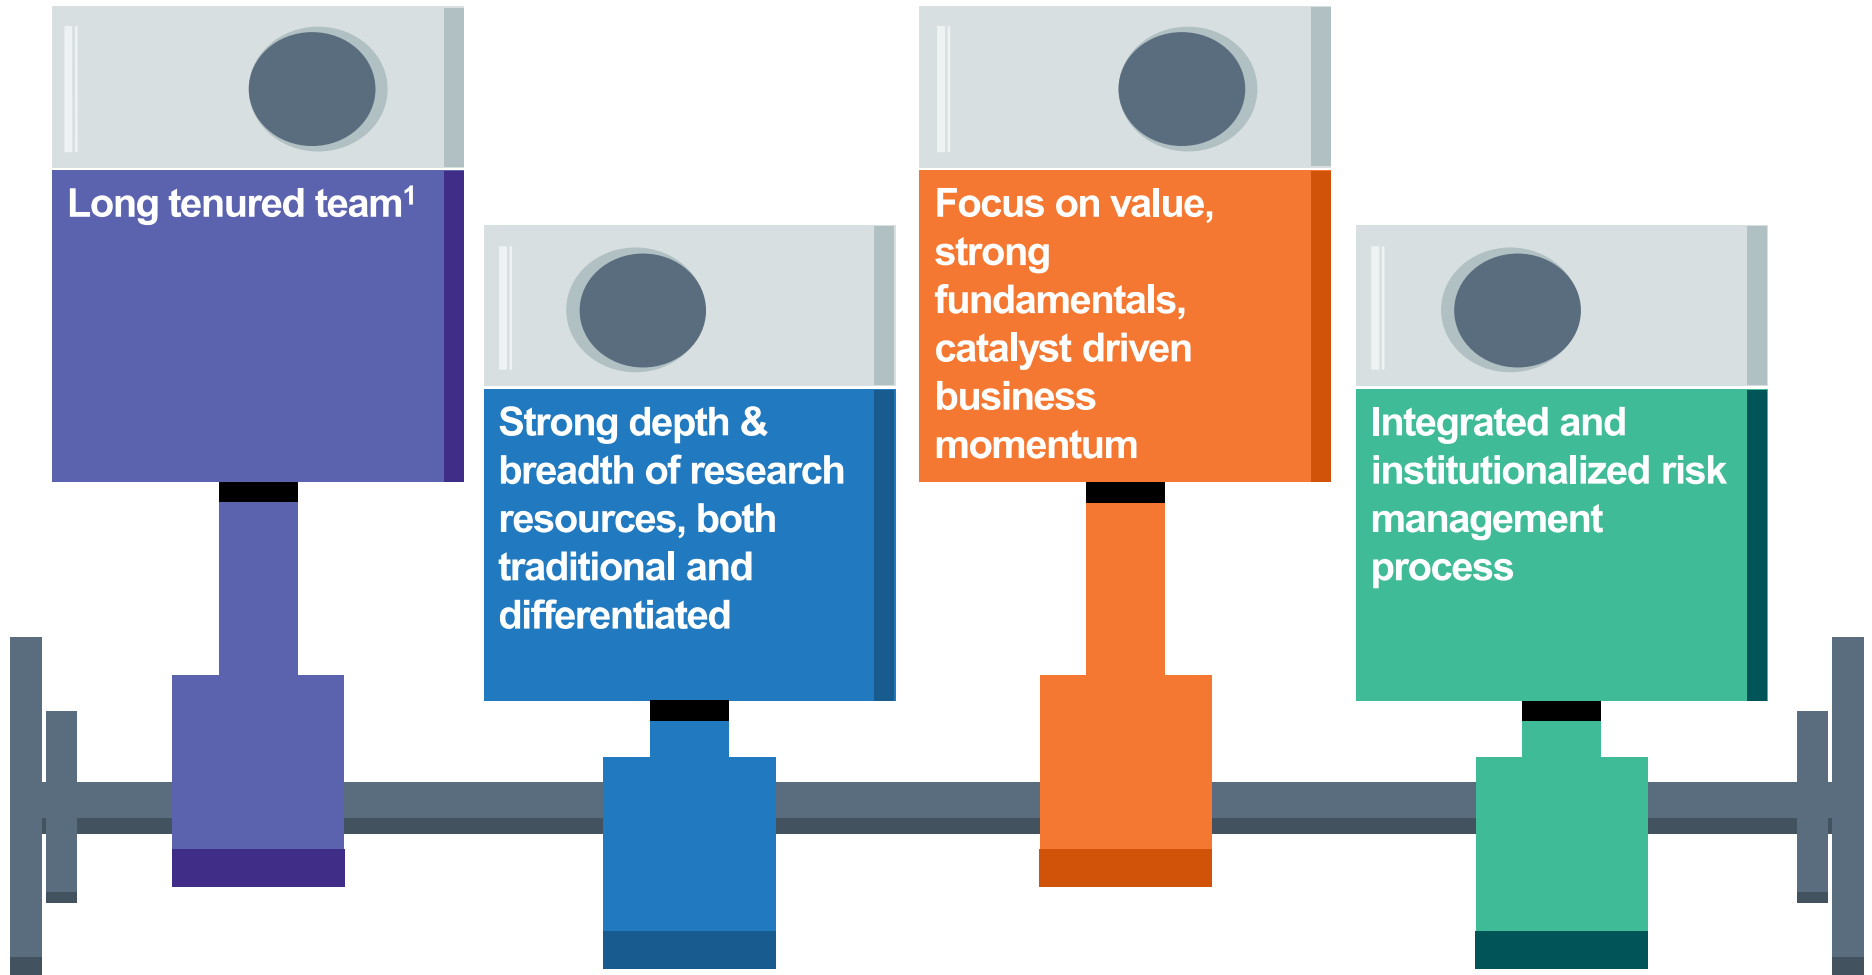 Long tenured team¹
Strong depth &
breadth of research
resources, both
traditional and
differentiated
Focus on value,
strong
fundamentals,
catalyst driven
business
momentum
Integrated and
institutionalized risk
management
process